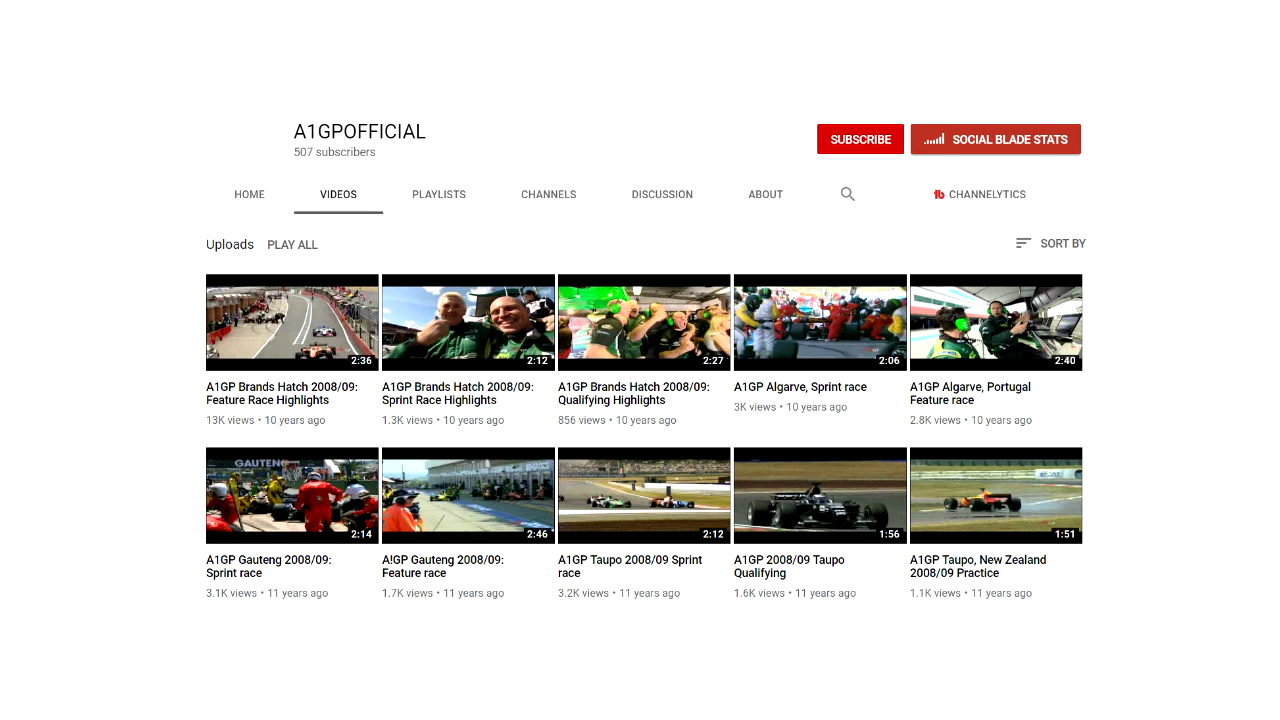 A1GPOFFICIAL
507 subscribers
SUBSCRIBE
SOCIAL BLADE STATS
HOME
VIDEOS
PLAYLISTS
CHANNELS
DISCUSSION
ABOUT
CHANNELYTICS
Uploads
PLAY ALL
SORT BY
2:36
2:12
2:27
2:06
2:40
A1GP Brands Hatch 2008/09:
Feature Race Highlights
13K views • 10 years ago
A1GP Brands Hatch 2008/09:
Sprint Race Highlights
1.3K views • 10 years ago
A1GP Brands Hatch 2008/09:
Qualifying Highlights
856 views • 10 years ago
A1GP Algarve, Sprint race
3K views • 10 years ago
A1GP Algarve, Portugal
Feature race
2.8K views • 10 years ago
GAUTENG
2:14
2:46
2:12
1:56
1:51
A1GP Gauteng 2008/09:
Sprint race
3.1K views • 11 years ago
A!GP Gauteng 2008/09:
Feature race
1.7K views • 11 years ago
A1GP Taupo 2008/09 Sprint
race
3.2K views • 11 years ago
A1GP 2008/09 Taupo
Qualifying
1.6K views • 11 years ago
A1GP Taupo, New Zealand
2008/09 Practice
1.1K views • 11 years ago